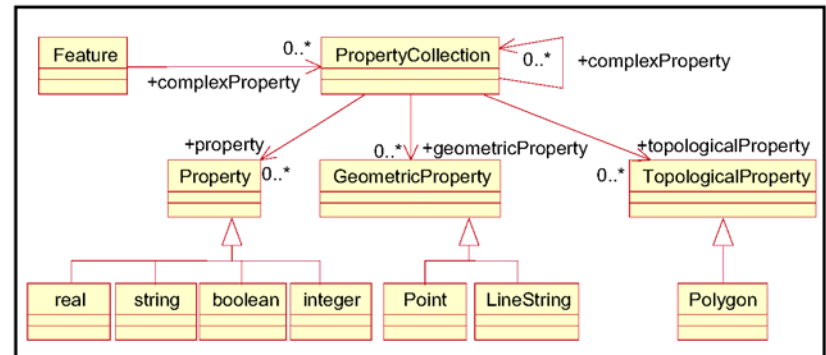 Feature
0..*
PropertyCollection
0..*
+complexProperty
+complexProperty
+property
0..*
+geometricProperty
+topologicalProperty
Property
0..*
GeometricProperty
0..*
TopologicalProperty
real
string
boolean
integer
Point
LineString
Polygon